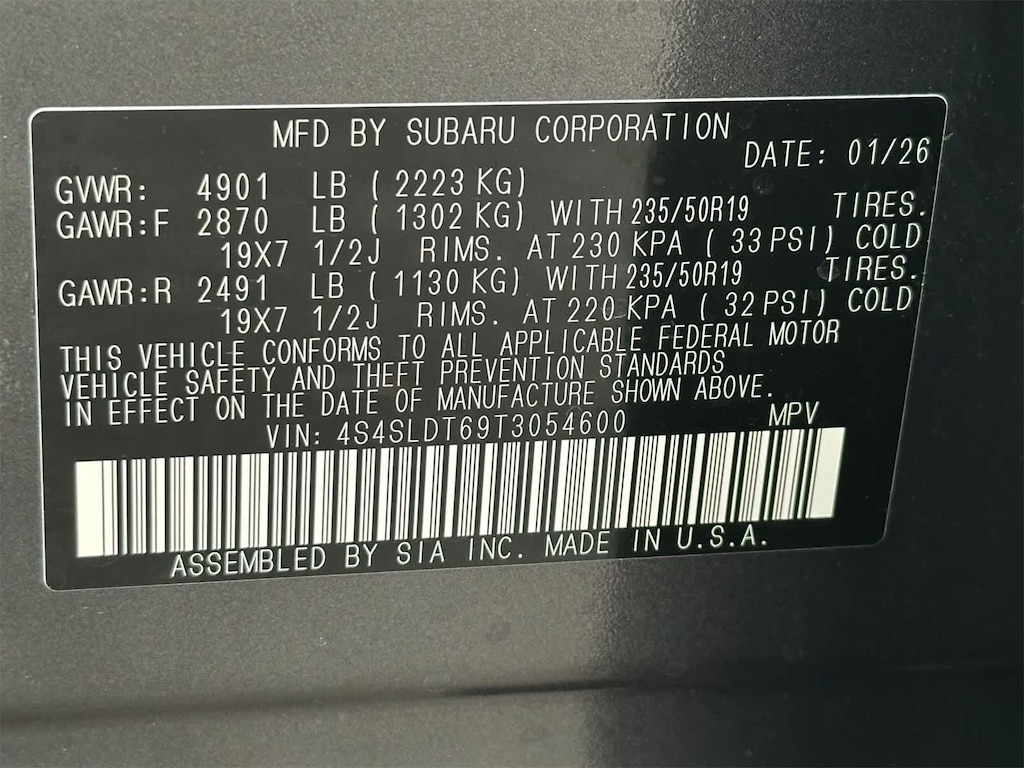 MFD BY SUBARU CORPORATION
DATE: 01/26
GVWR: 4901 LB ( 2223 KG)
GAWR:F 2870 LB ( 1302 KG) WITH 235/50R19 TIRES.
19X7 1/2J RIMS. AT 230 KPA ( 33 PSI) COLD
GAWR:R 2491 LB ( 1130 KG) WITH 235/50R19 TIRES.
19X7 1/2J RIMS. AT 220 KPA ( 32 PSI) COLD
THIS VEHICLE CONFORMS TO ALL APPLICABLE FEDERAL MOTOR
VEHICLE SAFETY AND THEFT PREVENTION STANDARDS
IN EFFECT ON THE DATE OF MANUFACTURE SHOWN ABOVE.
VIN: 4S4SLDT69T3054600 MPV
ASSEMBLED BY SIA INC. MADE IN U.S.A.